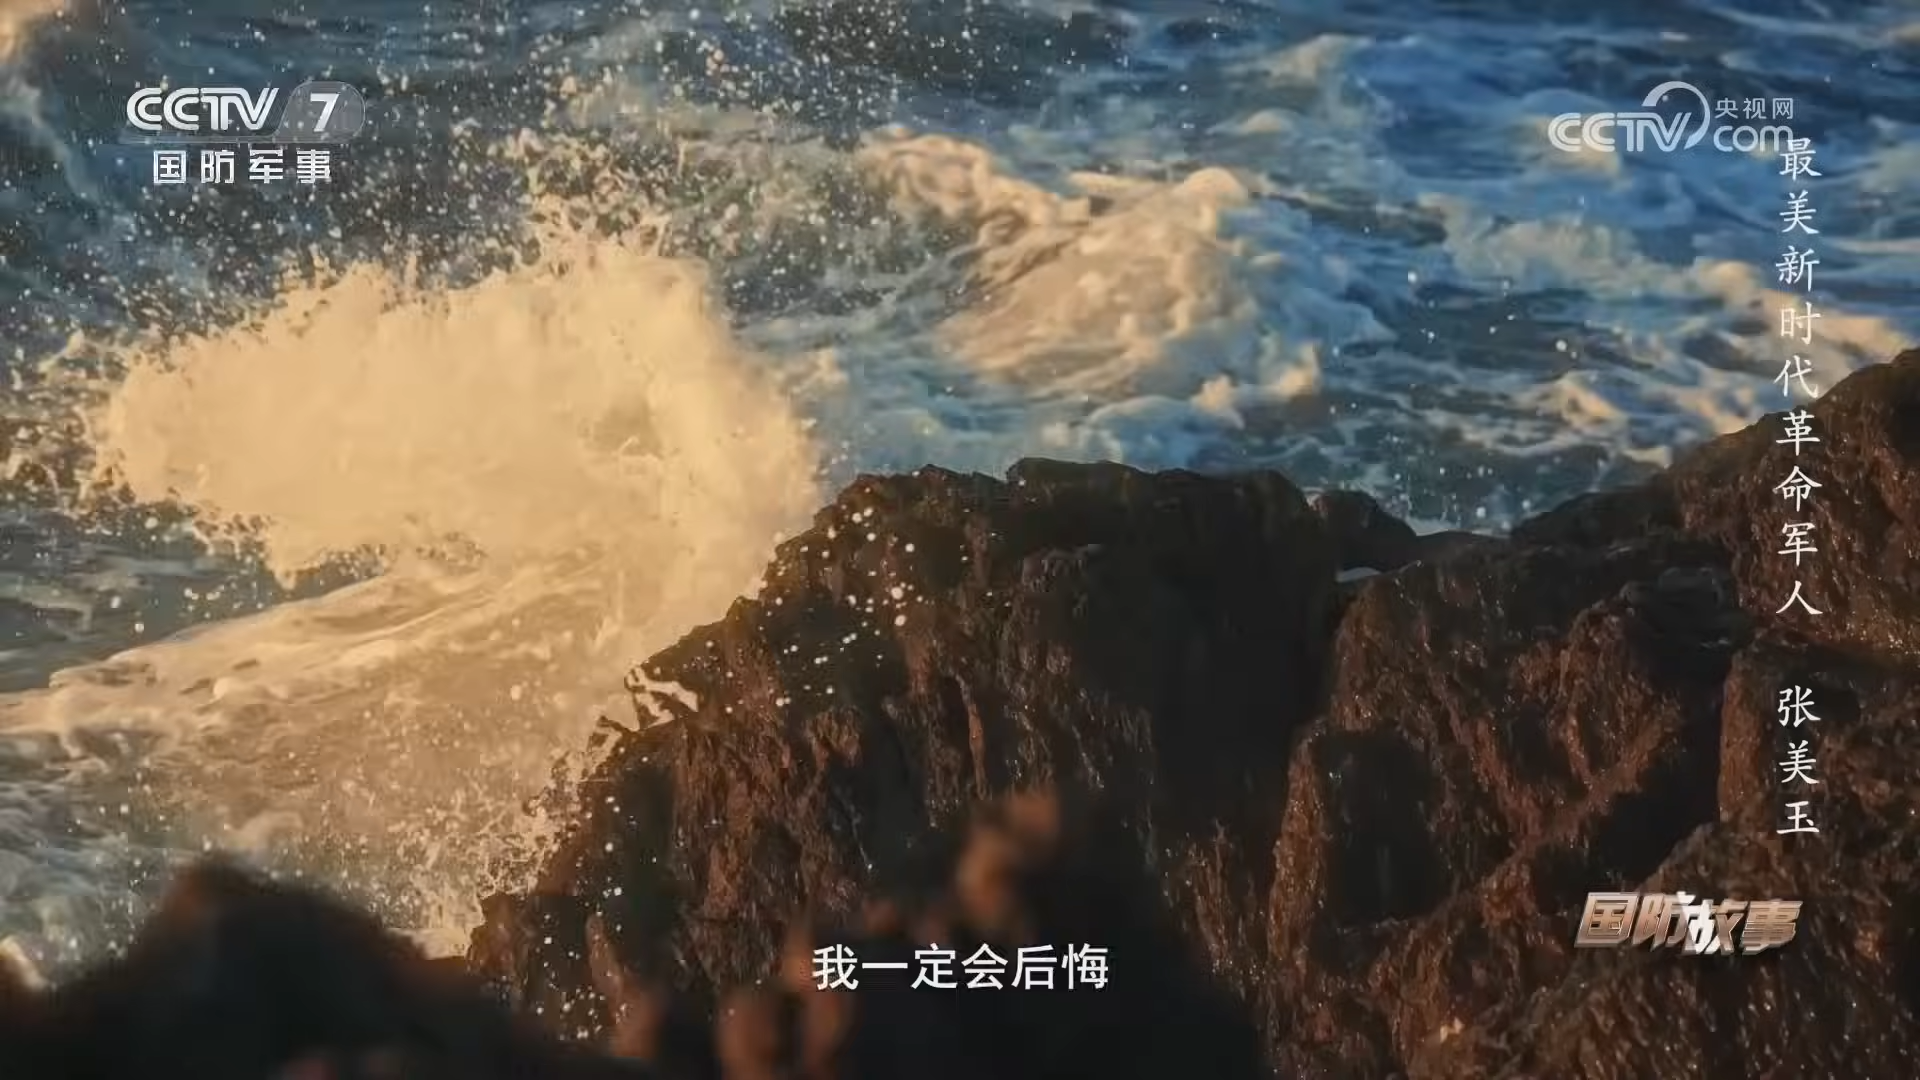 CCTV 7
国防军事
央视网
CCTV.com
最美新时代革命军人 张美玉
国防故事
我一定会后悔